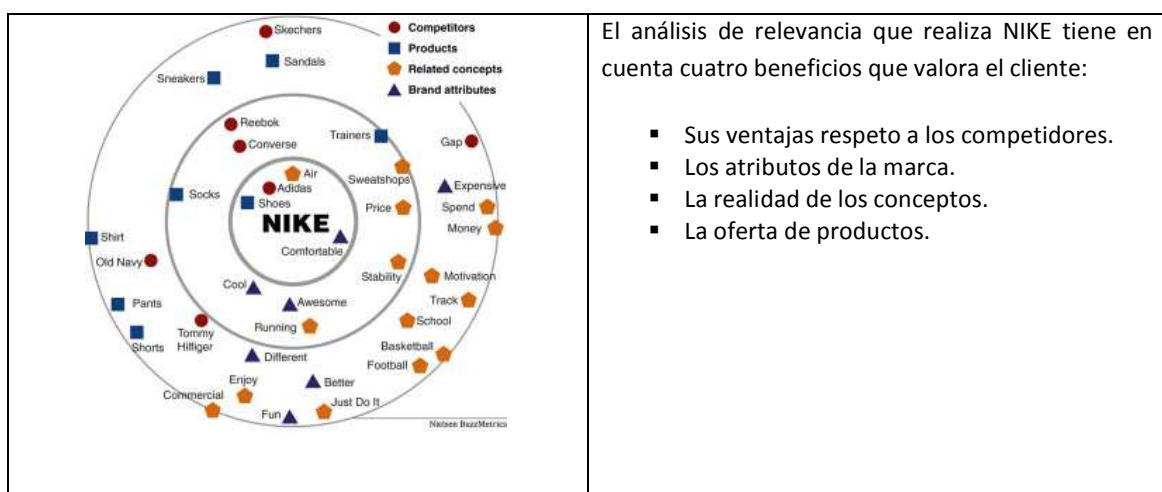 Skechers
Competitors
Products
Related concepts
Brand attributes
Sandals
Sneakers
Reebok
Converse
Trainers
Gap
Air
Adidas
Shoes
Sweatshops
Expensive
Socks
Price
Spend
NIKE
Money
Shirt
Comfortable
Old Navy
Stability
Motivation
Cool
Pants
Awesome
Track
Running
School
Tommy
Hilfiger
Shorts
Basketball
Different
Football
Enjoy
Better
Commercial
Just Do It
Fun
Nielsen BuzzMetrics
El análisis de relevancia que realiza NIKE tiene en
cuenta cuatro beneficios que valora el cliente:
▪ Sus ventajas respeto a los competidores.
▪ Los atributos de la marca.
▪ La realidad de los conceptos.
▪ La oferta de productos.